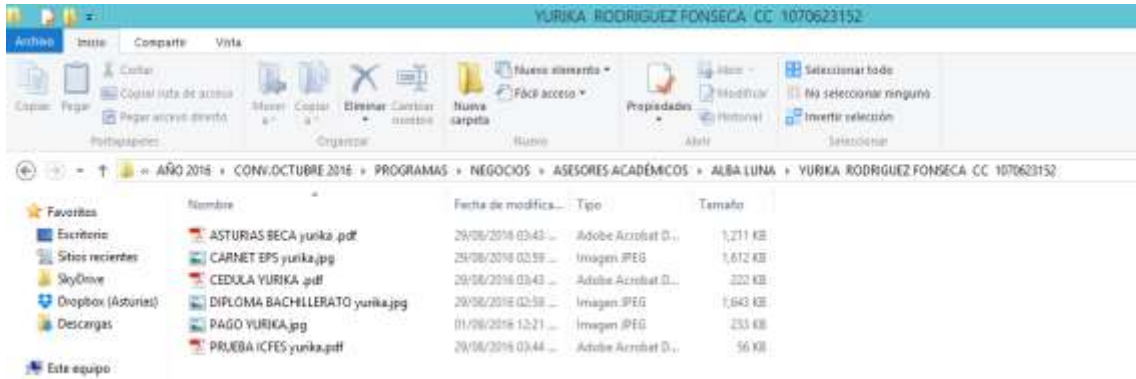 YURIKA RODRIGUEZ FONSECA CC 1070623152
Archivo Inicio Compartir Vista
Copiar Pegar Cortar Copiar ruta de acceso Pegar acceso directo
Portapapeles
Mover a Copiar a Eliminar Cambiar nombre
Organizar
Nueva carpeta Nuevo elemento Fácil acceso
Nuevo
Propiedades Abrir Modificar Historial
Abrir
Seleccionar todo
No seleccionar ninguno
Invertir selección
Seleccionar
« AÑO 2016 CONV.OCTUBRE 2016 PROGRAMAS NEGOCIOS ASESORES ACADÉMICOS ALBA LUNA YURIKA RODRIGUEZ FONSECA CC 1070623152
Favoritos
Escritorio
Sitios recientes
SkyDrive
Dropbox (Asturies)
Descargas
Este equipo
Nombre Fecha de modifica... Tipo Tamaño
ASTURIAS BECA yurika .pdf 29/08/2016 03:43 ... Adobe Acrobat D... 1,211 KB
CARNET EPS yurika.jpg 29/08/2016 02:59 ... Imagen JPEG 1,612 KB
CEDULA YURIKA .pdf 29/08/2016 03:43 ... Adobe Acrobat D... 222 KB
DIPLOMA BACHILLERATO yurika.jpg 29/08/2016 02:58 ... Imagen JPEG 1,643 KB
PAGO YURIKA.jpg 01/09/2016 12:21 ... Imagen JPEG 233 KB
PRUEBA ICFES yurika.pdf 29/08/2016 03:44 ... Adobe Acrobat D... 56 KB